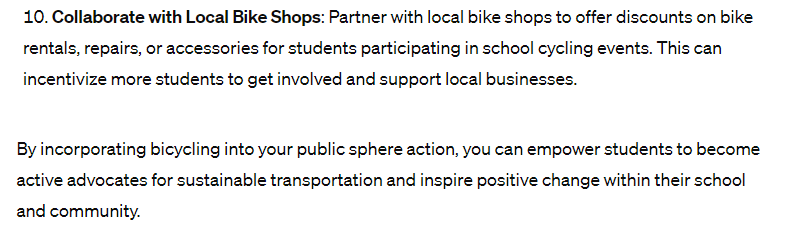 10. Collaborate with Local Bike Shops: Partner with local bike shops to offer discounts on bike
rentals, repairs, or accessories for students participating in school cycling events. This can
incentivize more students to get involved and support local businesses.
By incorporating bicycling into your public sphere action, you can empower students to become
active advocates for sustainable transportation and inspire positive change within their school
and community.